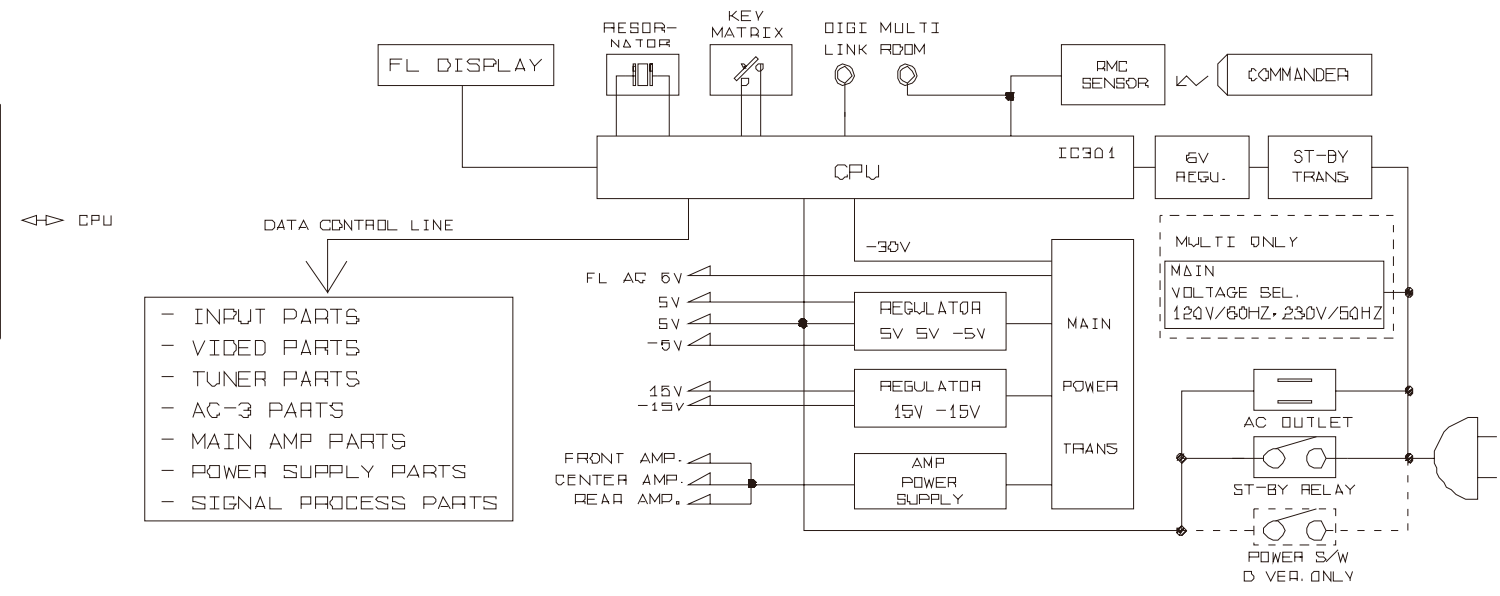 RESOR-
NATOR
KEY
MATRIX
DIGI MULTI
LINK ROOM
FL DISPLAY
RMC
SENSOR
COMMANDER
IC301
CPU
6V
REGU.
ST-BY
TRANS
CPU
DATA CONTROL LINE
-30V
MULTI ONLY
MAIN
VOLTAGE SEL.
120V/60HZ, 230V/50HZ
FL AC 6V
5V
5V
-5V
REGULATOR
5V 5V -5V
- INPUT PARTS
- VIDEO PARTS
- TUNER PARTS
- AC-3 PARTS
- MAIN AMP PARTS
- POWER SUPPLY PARTS
- SIGNAL PROCESS PARTS
15V
-15V
REGULATOR
15V -15V
MAIN
POWER
TRANS
FRONT AMP.
CENTER AMP.
REAR AMP.
AMP
POWER
SUPPLY
AC OUTLET
ST-BY RELAY
POWER S/W
D VER. ONLY